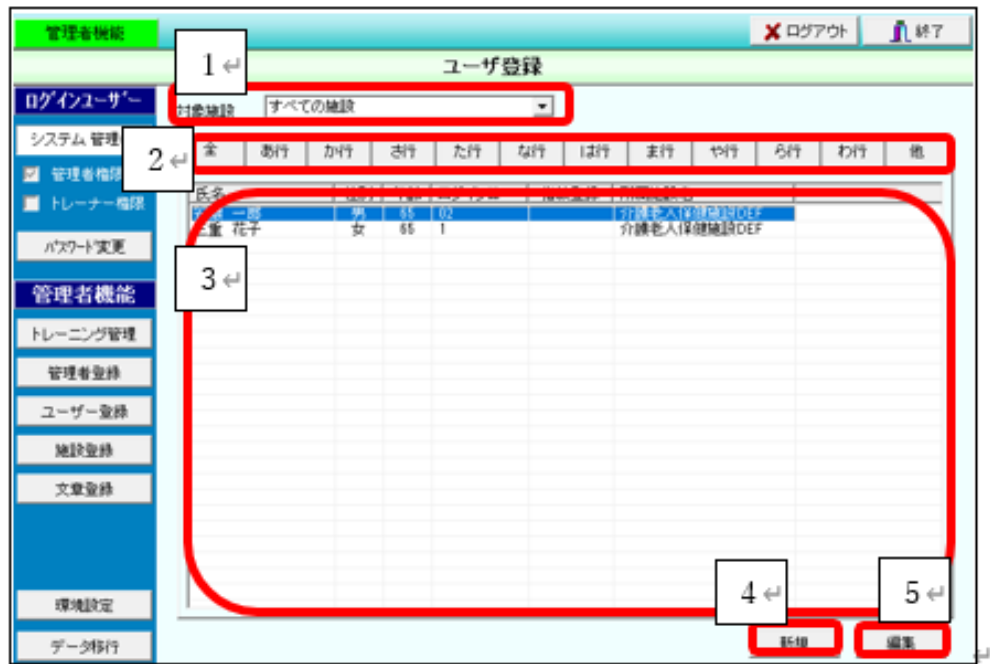 管理者機能
ログアウト
終了
1
ユーザ登録
ログインユーザー
対象施設
すべての施設
システム 管理
2
全 あ行 か行 さ行 た行 な行 は行 ま行 や行 ら行 わ行 他
管理者権限
トレーナー権限
氏名
一郎 男 65 02 介護老人保健施設DEF
三重 花子 女 65 1 介護老人保健施設DEF
パスワード変更
3
管理者機能
トレーニング管理
管理者登録
ユーザー登録
施設登録
文章登録
4
5
環境設定
新規
編集
データ移行